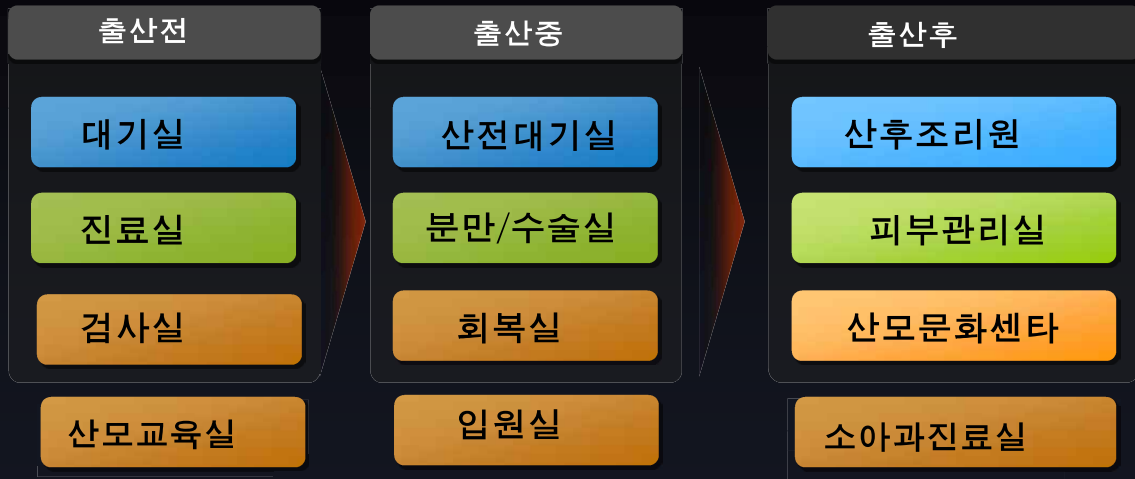 출산전
대기실
진료실
검사실
산모교육실
출산중
산전대기실
분만/수술실
회복실
입원실
출산후
산후조리원
피부관리실
산모문화센타
소아과진료실